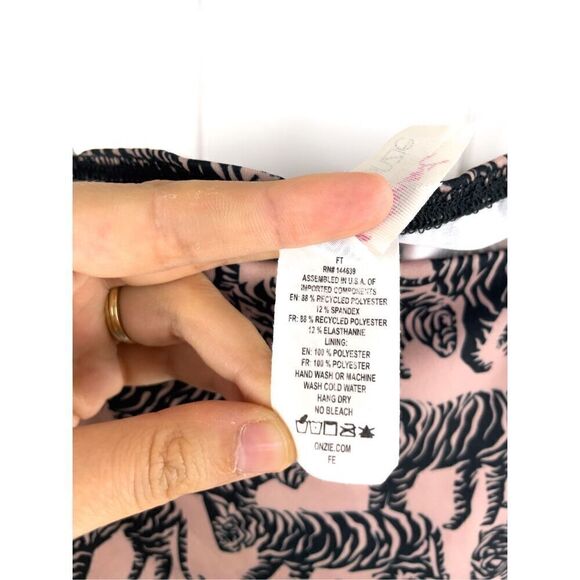 FT
RN# 144639
ASSEMBLED IN U.S.A. OF
IMPORTED COMPONENTS
EN: 88 % RECYCLED POLYESTER
12 % SPANDEX
FR: 88 % RECYCLED POLYESTER
12 % ELASTHANNE
LINING:
EN: 100 % POLYESTER
FR: 100 % POLYESTER
HAND WASH OR MACHINE
WASH COLD WATER
HANG DRY
NO BLEACH
ONZIE.COM
FE